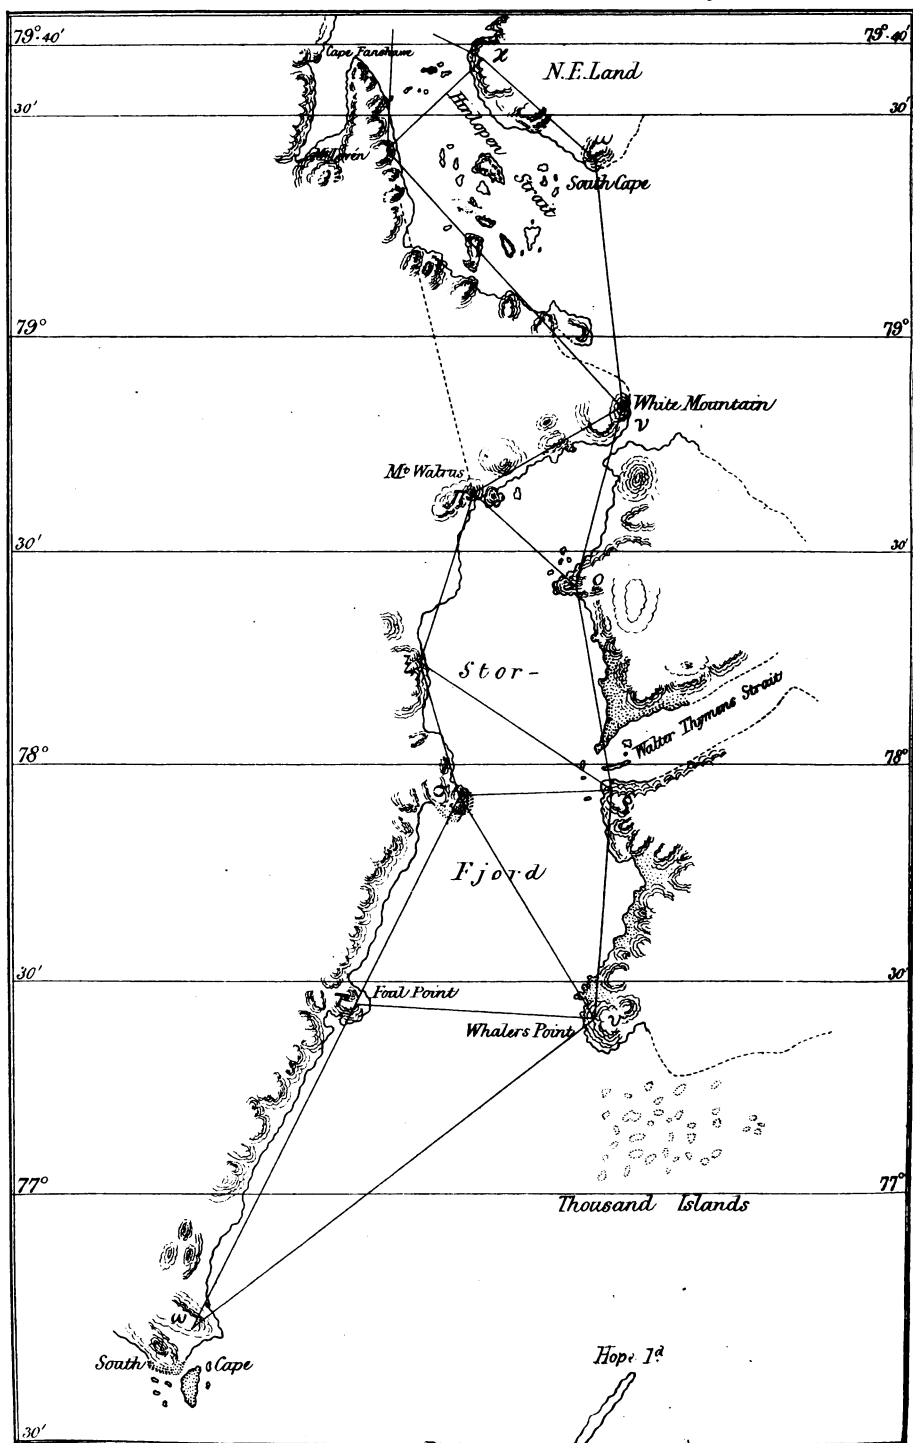 79°.40'
79°.40'
Cape Fanshawe
ϰ
N.E. Land
30'
30'
Hinlopen
Strait
ω
South Cape
79°
79°
White Mountain
ν
Mt. Walrus
π
30'
30'
ο
Stor-
Walter Thymens Strait
78°
78°
Fjord
30'
30'
Foul Point
Whalers Point
υ
77°
77°
Thousand Islands
ω
South Cape
Hope Id.
30'